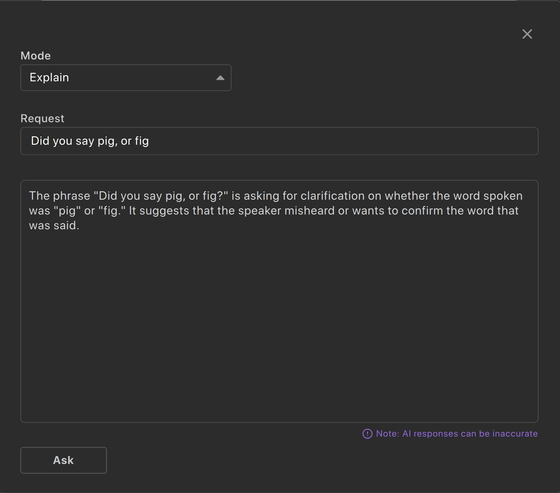 Mode
Explain
Request
Did you say pig, or fig
The phrase "Did you say pig, or fig?" is asking for clarification on whether the word spoken
was "pig" or "fig." It suggests that the speaker misheard or wants to confirm the word that
was said.
Note: AI responses can be inaccurate
Ask